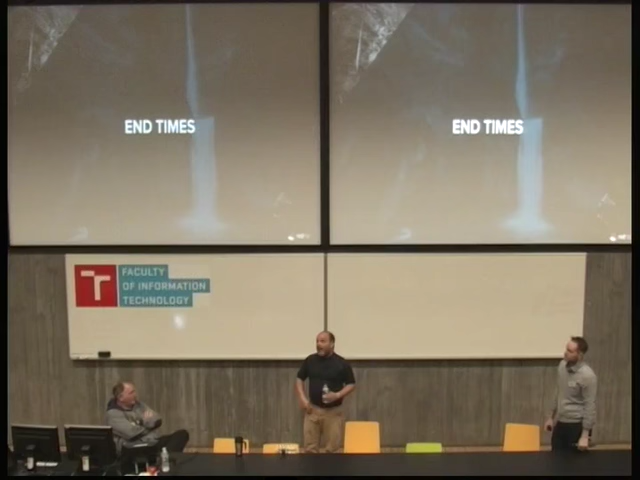 END TIMES
END TIMES
FACULTY
OF INFORMATION
TECHNOLOGY